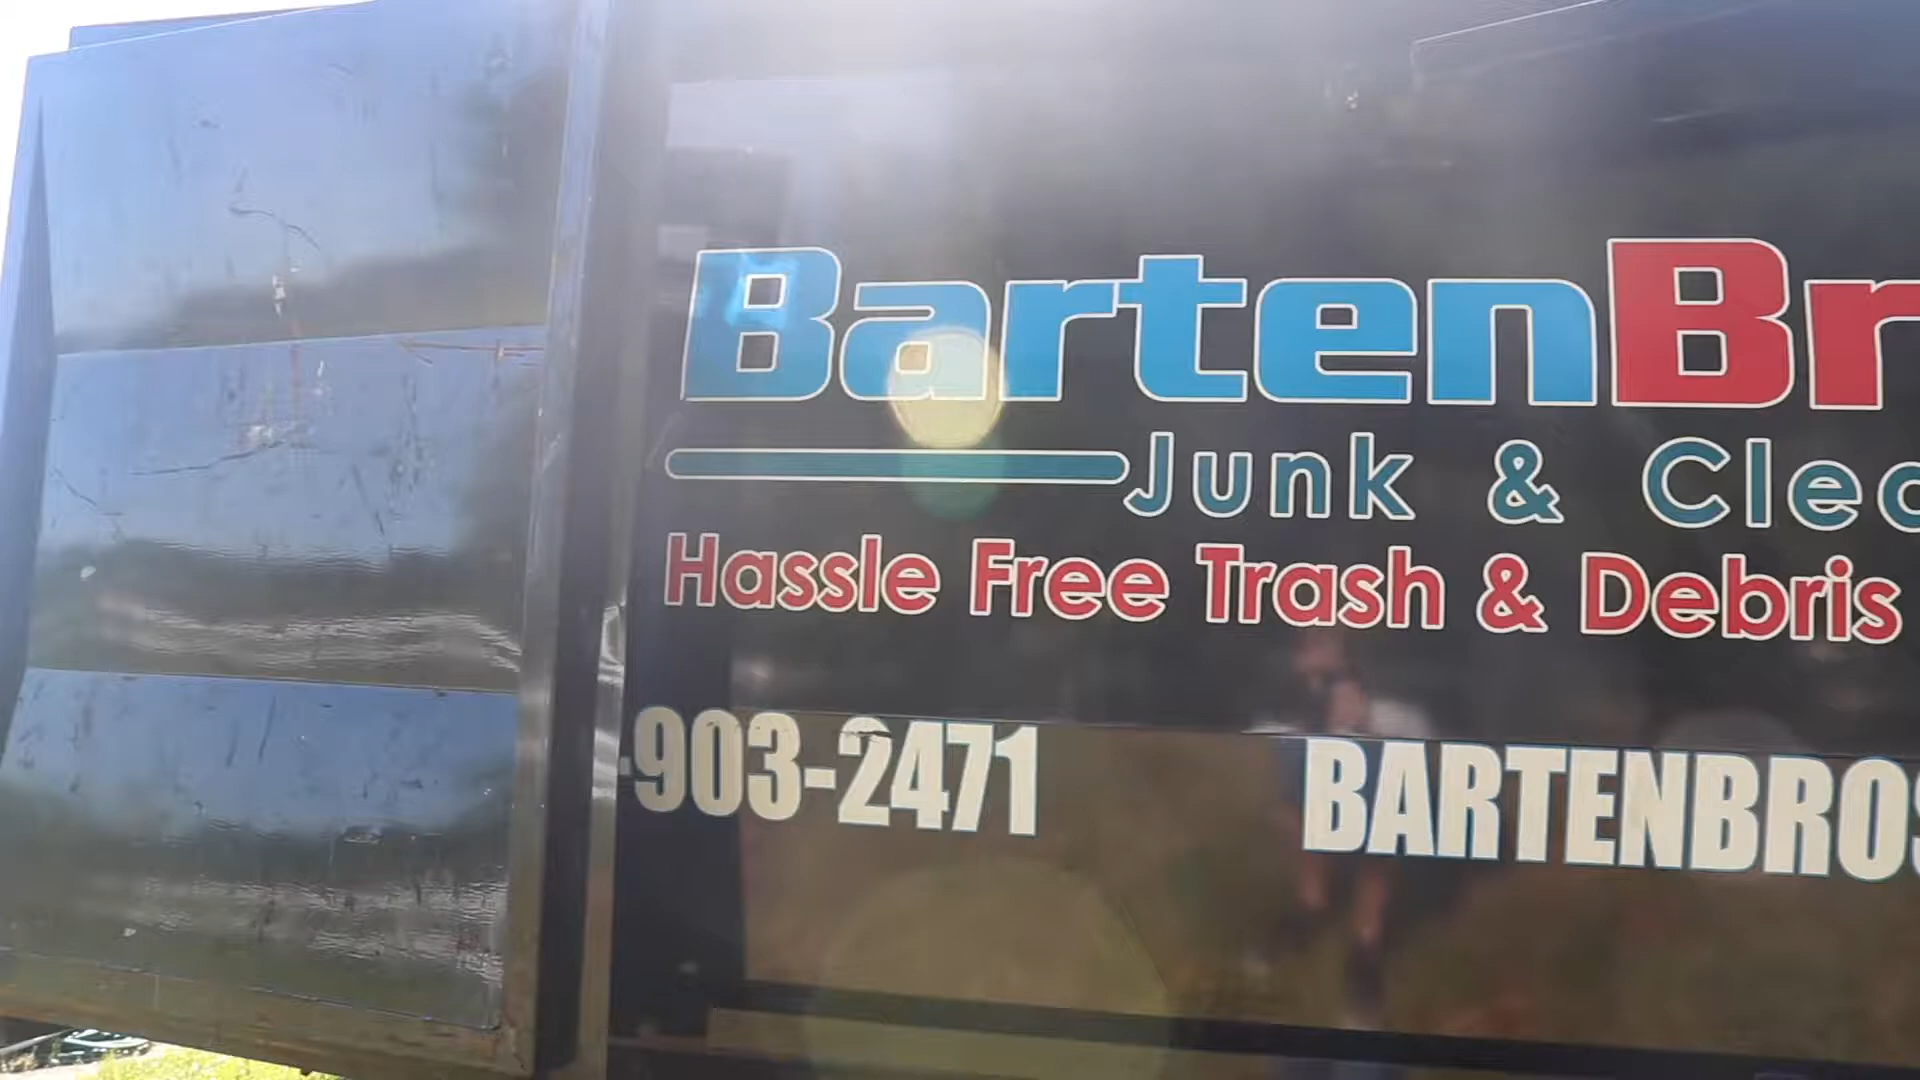 BartenBr
Junk & Clea
Hassle Free Trash & Debris
-903-2471 BARTENBROS